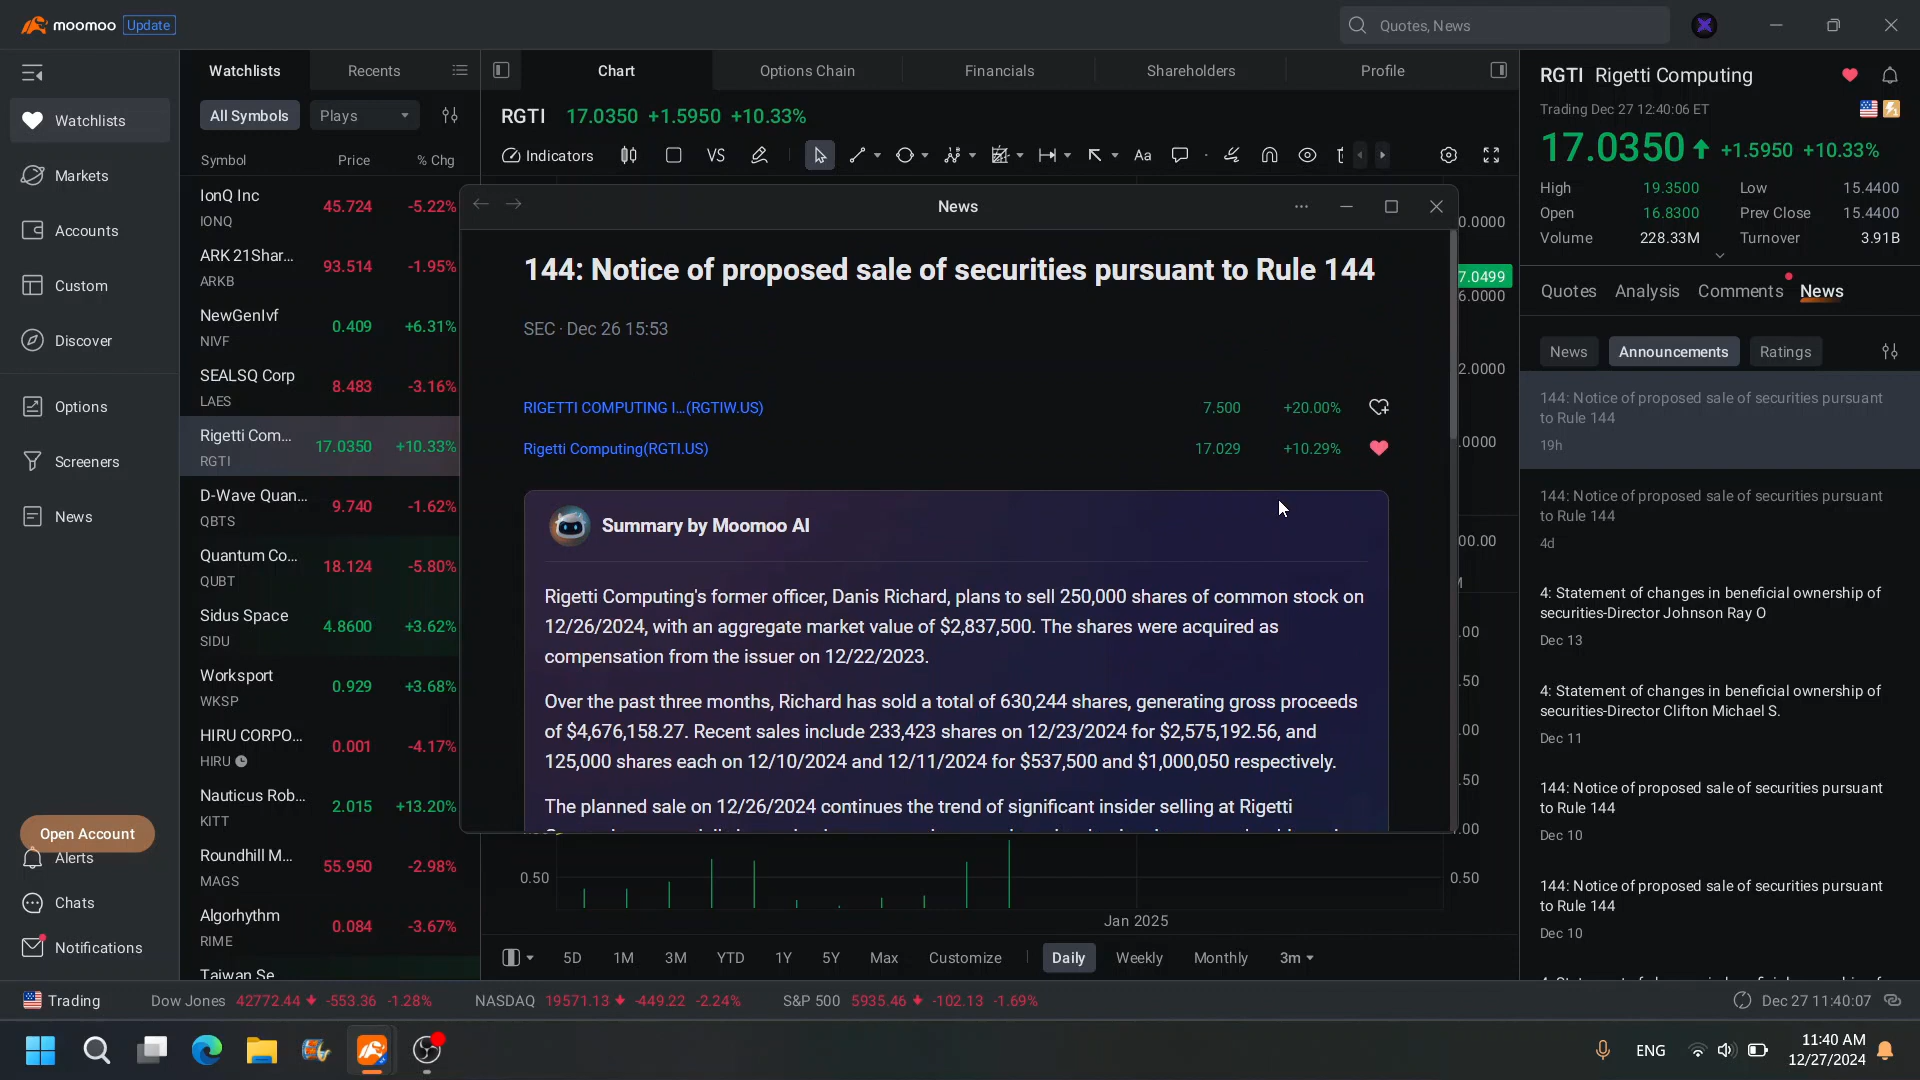 moomoo Update
Quotes, News
Watchlists
Markets
Accounts
Custom
Discover
Options
Screeners
News
Open Account
Alerts
Chats
Notifications
Watchlists Recents
All Symbols Plays
Symbol Price % Chg
IonQ Inc 45.724 -5.22%
IONQ
ARK 21Shar... 93.514 -1.95%
ARKB
NewGenIvf 0.409 +6.31%
NIVF
SEALSQ Corp 8.483 -3.16%
LAES
Rigetti Com... 17.0350 +10.33%
RGTI
D-Wave Quan... 9.740 -1.62%
QBTS
Quantum Co... 18.124 -5.80%
QUBT
Sidus Space 4.8600 +3.62%
SIDU
Worksport 0.929 +3.68%
WKSP
HIRU CORPO... 0.001 -4.17%
HIRU
Nauticus Rob... 2.015 +13.20%
KITT
Roundhill M... 55.950 -2.98%
MAGS
Algorhythm 0.084 -3.67%
RIME
Taiwan Se
Chart Options Chain Financials Shareholders Profile
RGTI 17.0350 +1.5950 +10.33%
Indicators VS Aa
News
144: Notice of proposed sale of securities pursuant to Rule 144
SEC · Dec 26 15:53
RIGETTI COMPUTING I...(RGTIW.US) 7.500 +20.00%
Rigetti Computing(RGTI.US) 17.029 +10.29%
Summary by Moomoo AI
Rigetti Computing's former officer, Danis Richard, plans to sell 250,000 shares of common stock on
12/26/2024, with an aggregate market value of $2,837,500. The shares were acquired as
compensation from the issuer on 12/22/2023.
Over the past three months, Richard has sold a total of 630,244 shares, generating gross proceeds
of $4,676,158.27. Recent sales include 233,423 shares on 12/23/2024 for $2,575,192.56, and
125,000 shares each on 12/10/2024 and 12/11/2024 for $537,500 and $1,000,050 respectively.
The planned sale on 12/26/2024 continues the trend of significant insider selling at Rigetti
0.0000
7.0499
6.0000
2.0000
.0000
00.00
M
.00
.50
.00
.50
.00
0.50 0.50
Jan 2025
5D 1M 3M YTD 1Y 5Y Max Customize Daily Weekly Monthly 3m
RGTI Rigetti Computing
Trading Dec 27 12:40:06 ET
17.0350 +1.5950 +10.33%
High 19.3500 Low 15.4400
Open 16.8300 Prev Close 15.4400
Volume 228.33M Turnover 3.91B
Quotes Analysis Comments News
News Announcements Ratings
144: Notice of proposed sale of securities pursuant
to Rule 144
19h
144: Notice of proposed sale of securities pursuant
to Rule 144
4d
4: Statement of changes in beneficial ownership of
securities-Director Johnson Ray O
Dec 13
4: Statement of changes in beneficial ownership of
securities-Director Clifton Michael S.
Dec 11
144: Notice of proposed sale of securities pursuant
to Rule 144
Dec 10
144: Notice of proposed sale of securities pursuant
to Rule 144
Dec 10
Trading Dow Jones 42772.44 -553.36 -1.28% NASDAQ 19571.13 -449.22 -2.24% S&P 500 5935.46 -102.13 -1.69% Dec 27 11:40:07
ENG 11:40 AM
12/27/2024